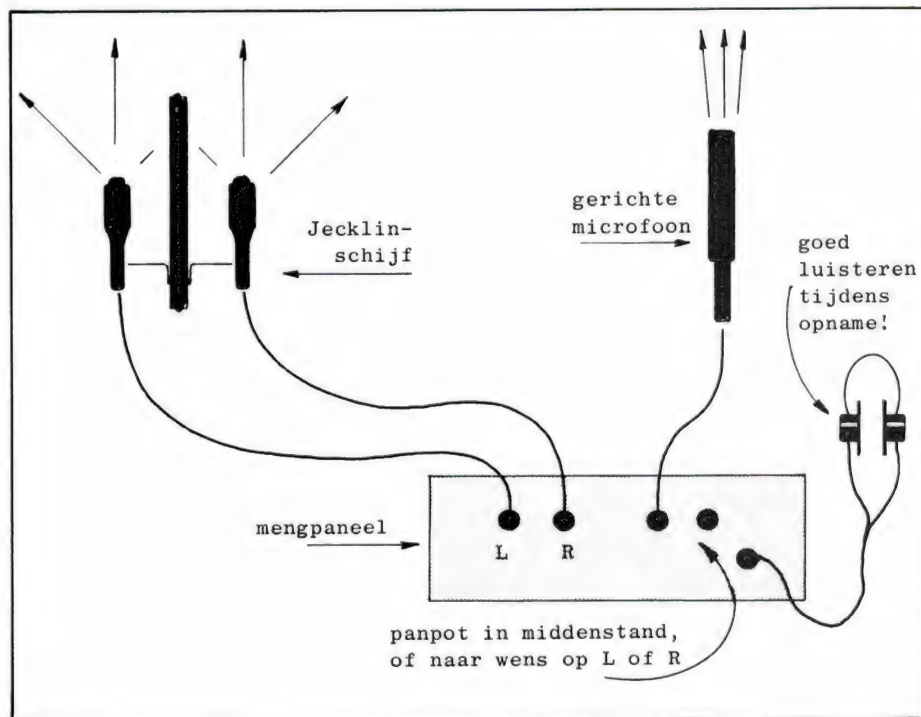 Jecklin-
schijf
gerichte
microfoon
goed
luisteren
tijdens
opname!
mengpaneel
L
R
panpot in middenstand,
of naar wens op L of R